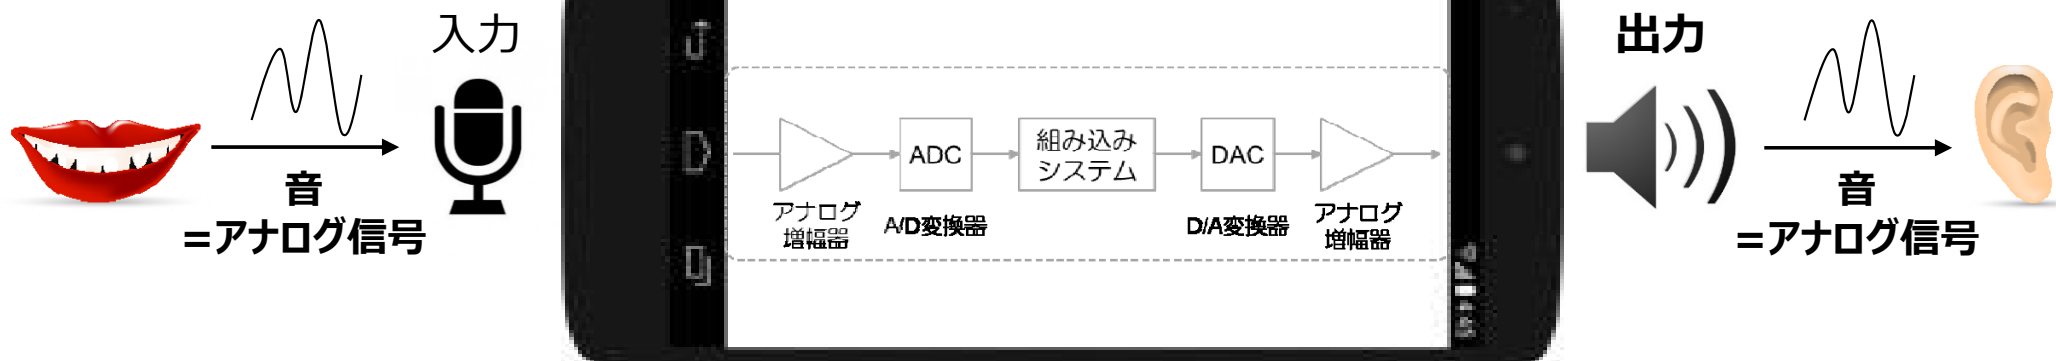 入力
音
=アナログ信号
アナログ
増幅器
ADC
A/D変換器
組み込み
システム
DAC
D/A変換器
アナログ
増幅器
出力
音
=アナログ信号